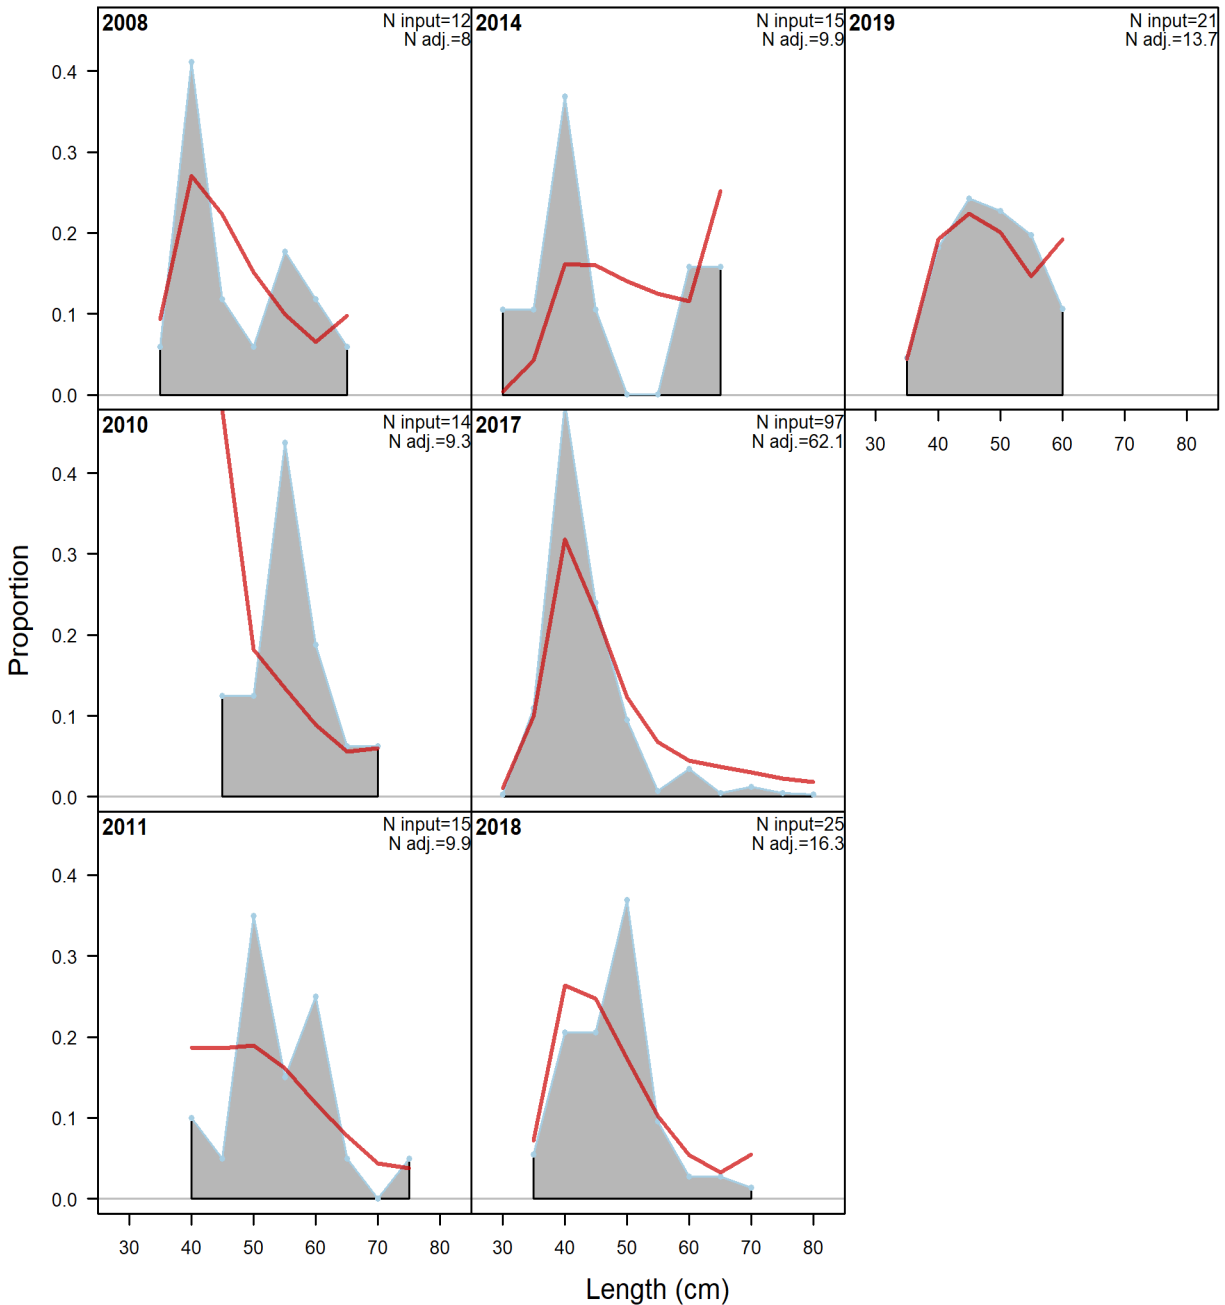 2008
N input=12
N adj.=8
2014
N input=15
N adj.=9.9
2019
N input=21
N adj.=13.7
0.4
0.3
0.2
0.1
0.0
30 40 50 60 70 80
2010
N input=14
N adj.=9.3
2017
N input=97
N adj.=62.1
0.4
0.3
0.2
0.1
0.0
Proportion
2011
N input=15
N adj.=9.9
2018
N input=25
N adj.=16.3
0.4
0.3
0.2
0.1
0.0
30 40 50 60 70 80
30 40 50 60 70 80
Length (cm)